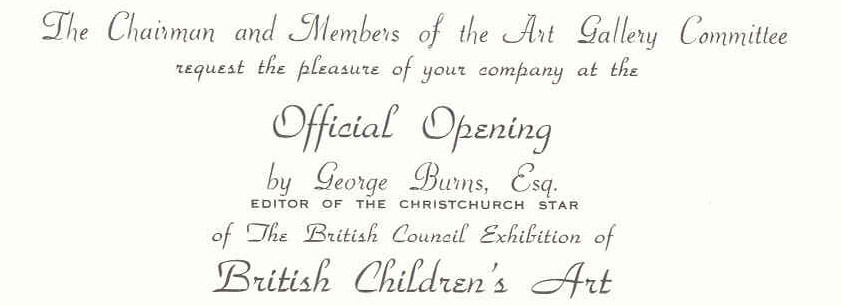 The Chairman and Members of the Art Gallery Committee
request the pleasure of your company at the
Official Opening
by George Burns, Esq.
EDITOR OF THE CHRISTCHURCH STAR
of The British Council Exhibition of
British Children's Art